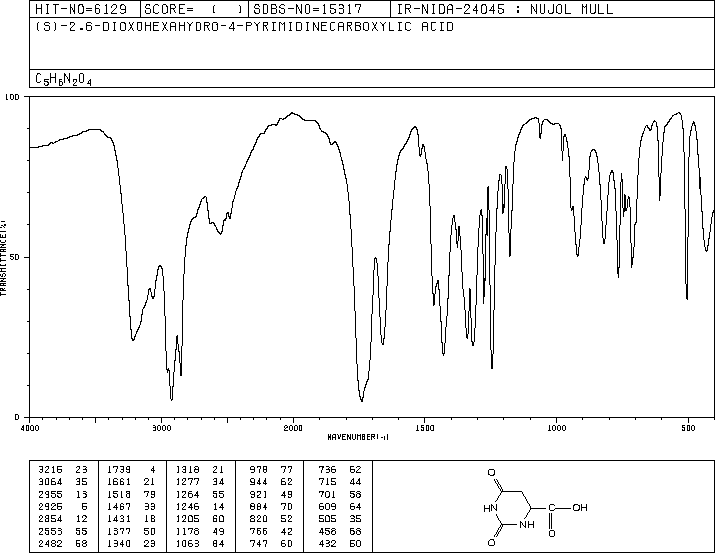 HIT-NO=6129 SCORE= ( ) SDBS-NO=15317 IR-NIDA-24045 : NUJOL MULL
(S)-2.6-DIOXOHEXAHYDRO-4-PYRIMIDINECARBOXYLIC ACID
C5H6N2O4
100
50
0
TRANSMITTANCE(%)
4000 3000 2000 1500 1000 500
WAVENUMBER(-1)
3215 23 1739 4 1318 21 978 77 736 62
3064 35 1661 21 1277 34 944 62 715 44
2955 13 1518 79 1264 55 921 49 701 58
2925 5 1467 33 1246 14 884 70 609 64
2854 12 1431 18 1205 60 820 52 505 35
2553 55 1377 50 1178 49 766 42 458 58
2482 58 1340 23 1063 84 747 60 432 50
O
HN
NH
O
O
OH